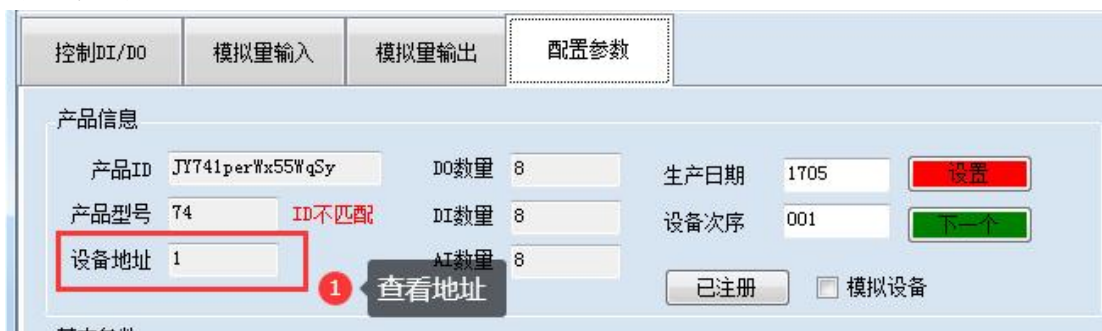 控制DI/DO 模拟量输入 模拟量输出 配置参数
产品信息
产品ID JY741perWx55WqSy DO数量 8 生产日期 1705 设置
产品型号 74 ID不匹配 DI数量 8 设备次序 001 下一个
设备地址 1 AI数量 8
1 查看地址 已注册 模拟设备
基本参数